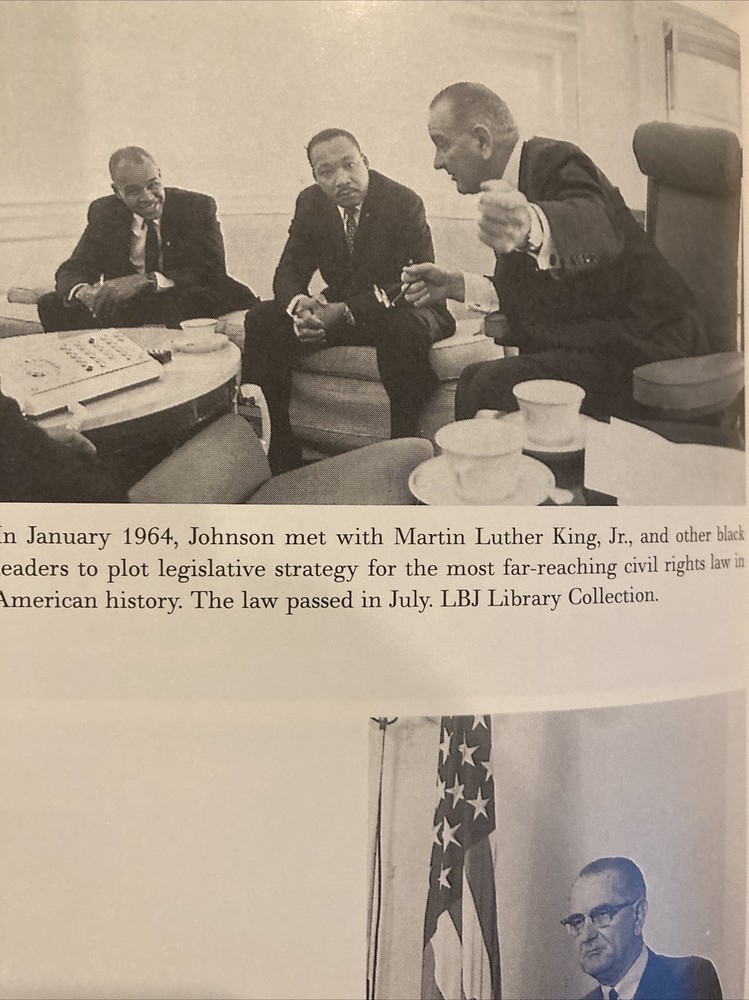 In January 1964, Johnson met with Martin Luther King, Jr., and other black
leaders to plot legislative strategy for the most far-reaching civil rights law in
American history. The law passed in July. LBJ Library Collection.